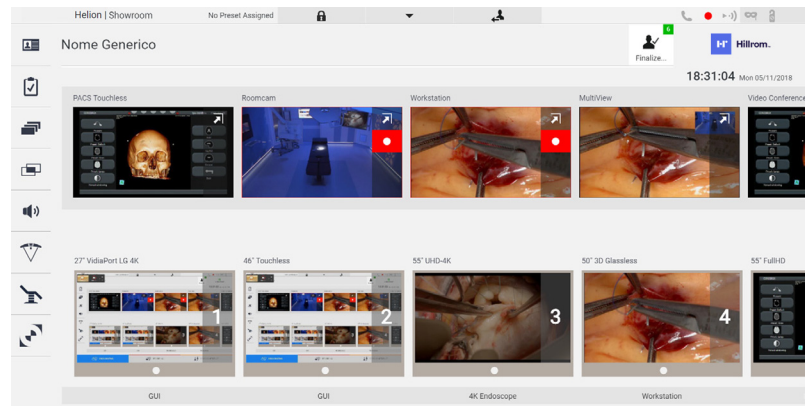 Helion | Showroom
No Preset Assigned
Nome Generico
6
Finalize...
Hillrom.
18:31:04 Mon 05/11/2018
PACS Touchless
Roomcam
Workstation
MultiView
Video Conference
27" VidiaPort LG 4K
46" Touchless
55" UHD-4K
50" 3D Glassless
55" FullHD
1
2
3
4
GUI
GUI
4K Endoscope
Workstation